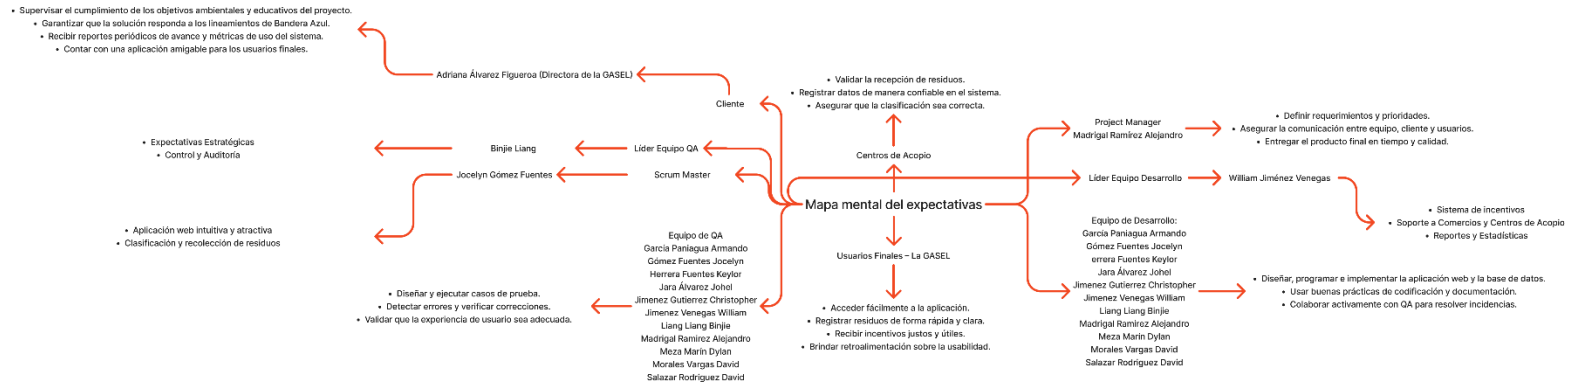 • Supervisar el cumplimiento de los objetivos ambientales y educativos del proyecto.
• Garantizar que la solución responda a los lineamientos de Bandera Azul.
• Recibir reportes periódicos de avance y métricas de uso del sistema.
• Contar con una aplicación amigable para los usuarios finales.
Adriana Álvarez Figueroa (Directora de la GASEL)
Cliente
• Expectativas Estratégicas
• Control y Auditoría
Binjie Liang
Líder Equipo QA
Jocelyn Gómez Fuentes
Scrum Master
• Aplicación web intuitiva y atractiva
• Clasificación y recolección de residuos
• Diseñar y ejecutar casos de prueba.
• Detectar errores y verificar correcciones.
• Validar que la experiencia de usuario sea adecuada.
Equipo de QA
García Paniagua Armando
Gómez Fuentes Jocelyn
Herrera Fuentes Keylor
Jara Álvarez Johel
Jimenez Gutierrez Christopher
Jimenez Venegas William
Liang Liang Binjie
Madrigal Ramirez Alejandro
Meza Marín Dylan
Morales Vargas David
Salazar Rodriguez David
• Validar la recepción de residuos.
• Registrar datos de manera confiable en el sistema.
• Asegurar que la clasificación sea correcta.
Centros de Acopio
Mapa mental del expectativas
Usuarios Finales – La GASEL
• Acceder fácilmente a la aplicación.
• Registrar residuos de forma rápida y clara.
• Recibir incentivos justos y útiles.
• Brindar retroalimentación sobre la usabilidad.
Project Manager
Madrigal Ramírez Alejandro
• Definir requerimientos y prioridades.
• Asegurar la comunicación entre equipo, cliente y usuarios.
• Entregar el producto final en tiempo y calidad.
Líder Equipo Desarrollo
William Jiménez Venegas
• Sistema de incentivos
• Soporte a Comercios y Centros de Acopio
• Reportes y Estadísticas
Equipo de Desarrollo:
García Paniagua Armando
Gómez Fuentes Jocelyn
errera Fuentes Keylor
Jara Álvarez Johel
Jimenez Gutierrez Christopher
Jimenez Venegas William
Liang Liang Binjie
Madrigal Ramirez Alejandro
Meza Marín Dylan
Morales Vargas David
Salazar Rodriguez David
• Diseñar, programar e implementar la aplicación web y la base de datos.
• Usar buenas prácticas de codificación y documentación.
• Colaborar activamente con QA para resolver incidencias.